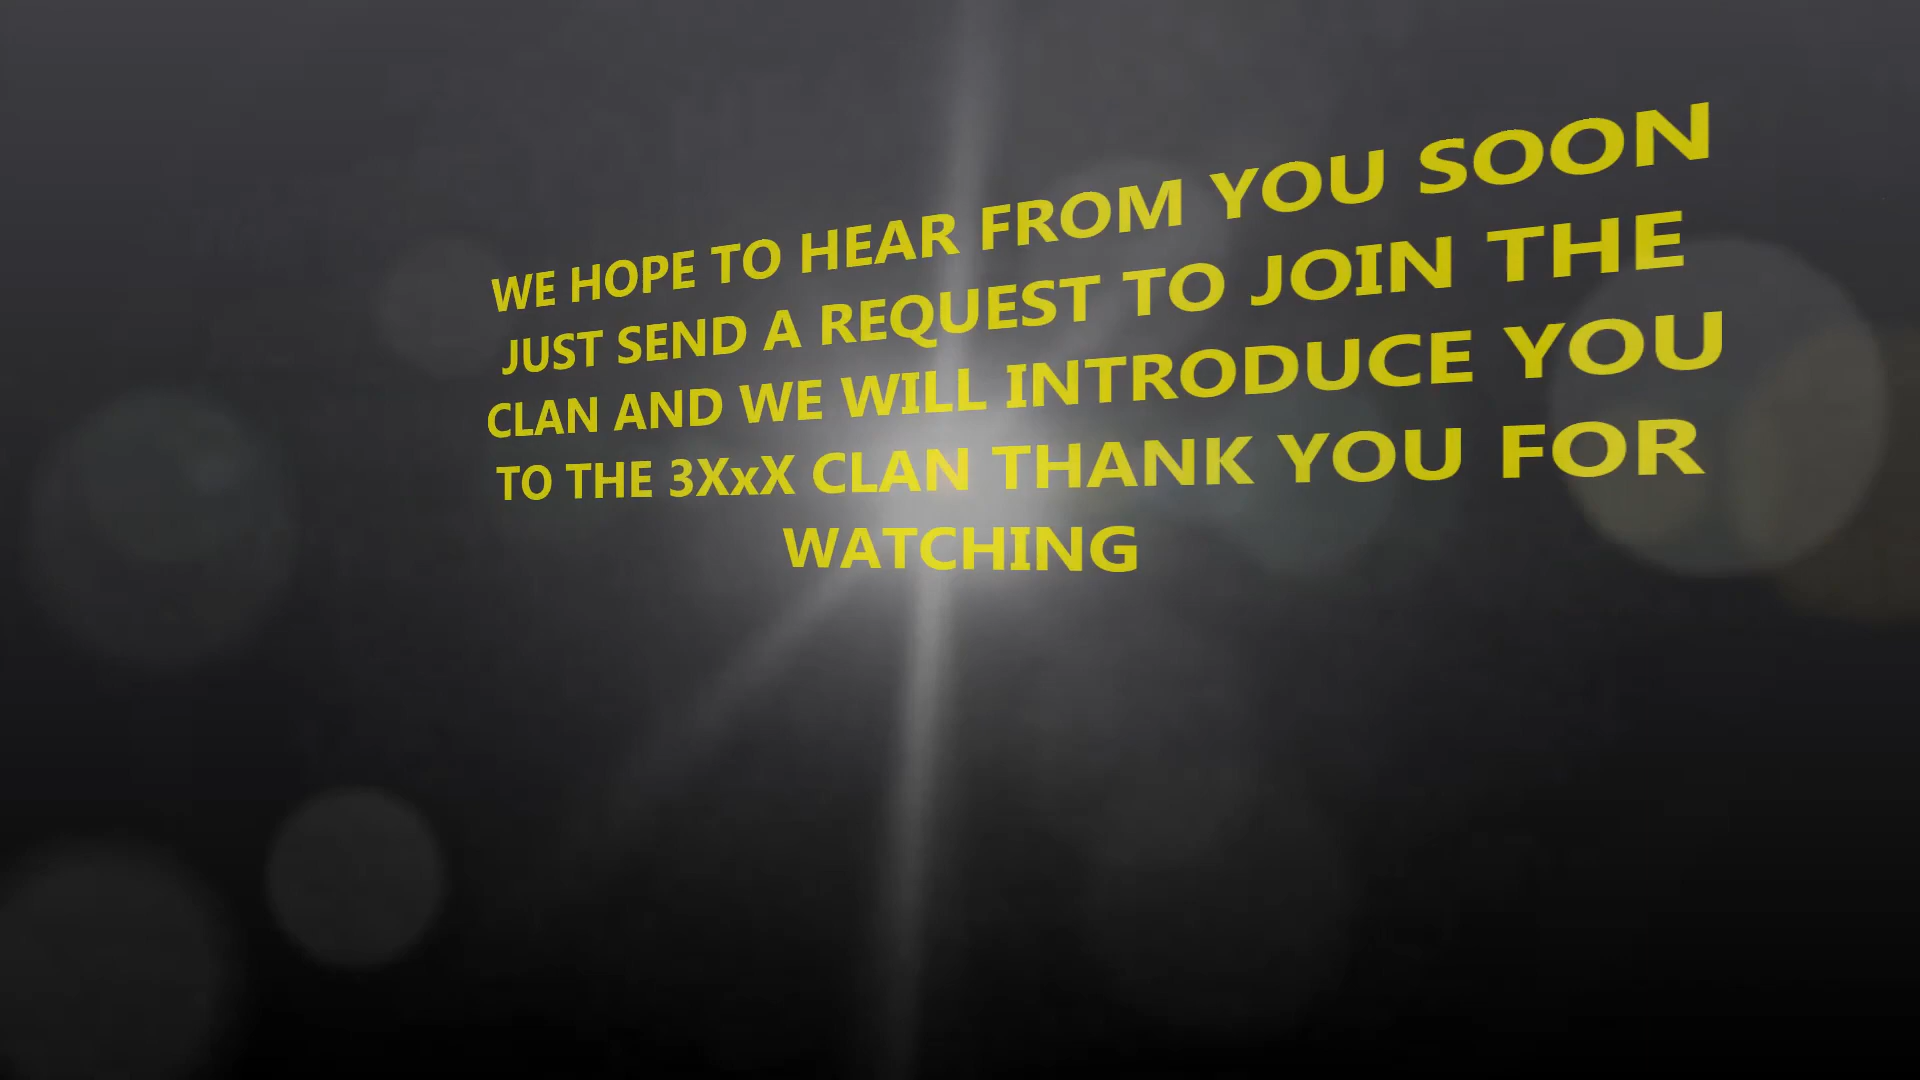 WE HOPE TO HEAR FROM YOU SOON
JUST SEND A REQUEST TO JOIN THE
CLAN AND WE WILL INTRODUCE YOU
TO THE 3XxX CLAN THANK YOU FOR
WATCHING